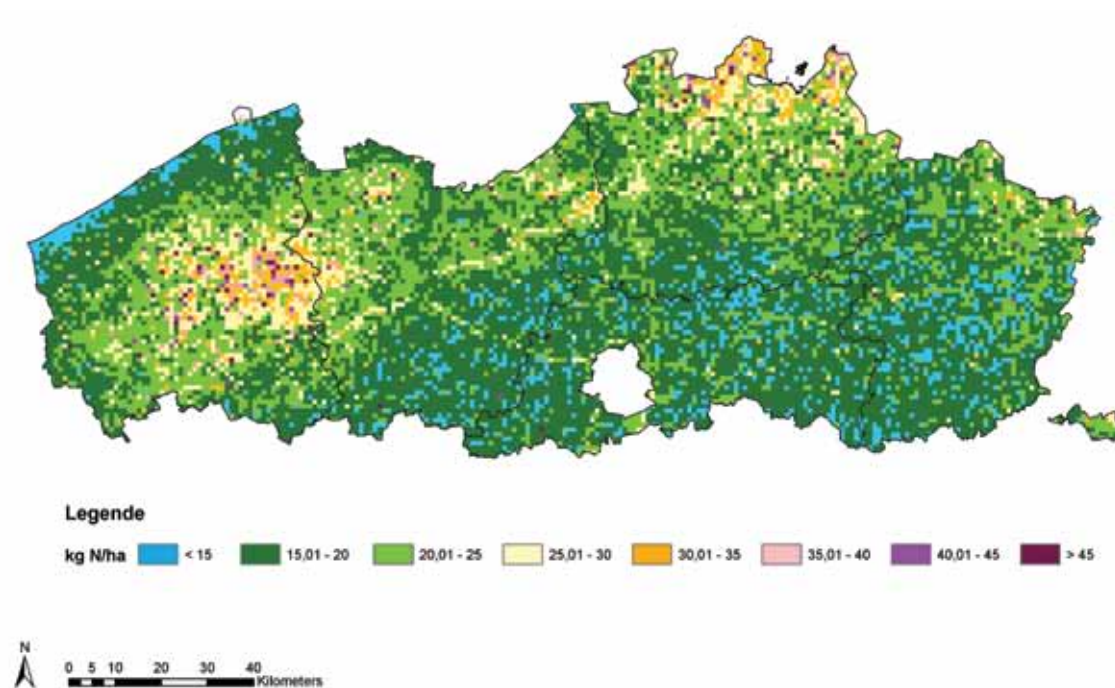 Legende
kg N/ha < 15 15,01 - 20 20,01 - 25 25,01 - 30 30,01 - 35 35,01 - 40 40,01 - 45 > 45
N
0 5 10 20 30 40
Kilometers